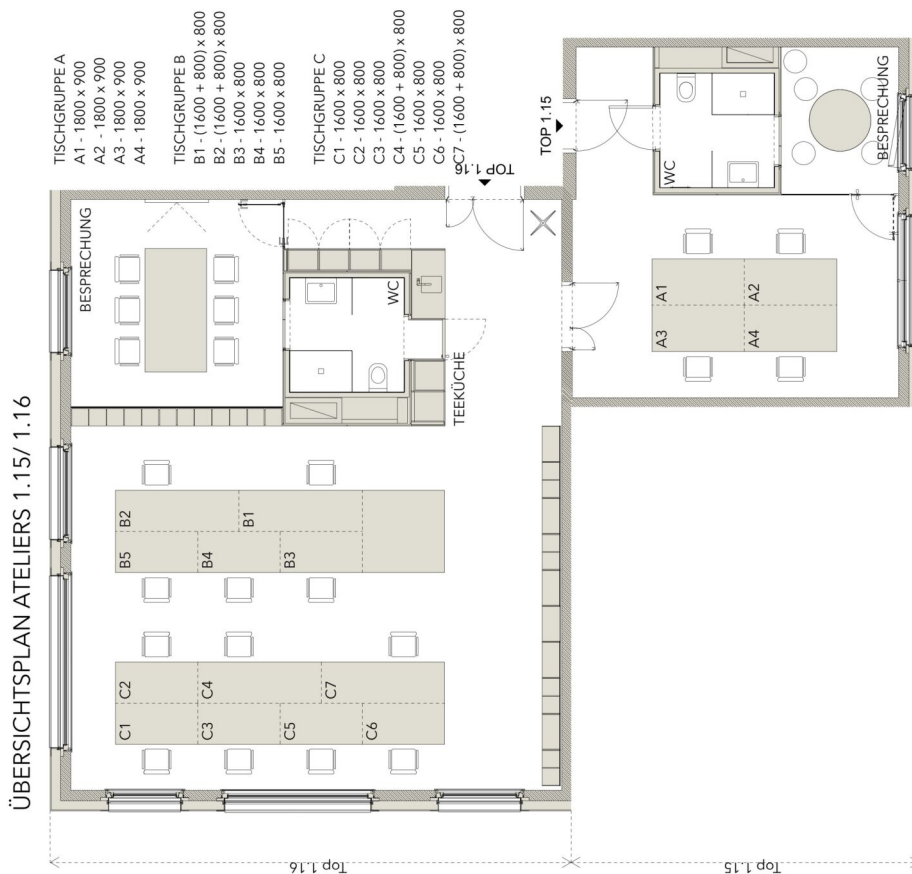 ÜBERSICHTSPLAN ATELIERS 1.15/ 1.16
TISCHGRUPPE A
A1 - 1800 x 900
A2 - 1800 x 900
A3 - 1800 x 900
A4 - 1800 x 900
TISCHGRUPPE B
B1 - (1600 + 800) x 800
B2 - (1600 + 800) x 800
B3 - 1600 x 800
B4 - 1600 x 800
B5 - 1600 x 800
TISCHGRUPPE C
C1 - 1600 x 800
C2 - 1600 x 800
C3 - 1600 x 800
C4 - (1600 + 800) x 800
C5 - 1600 x 800
C6 - 1600 x 800
C7 - (1600 + 800) x 800
BESPRECHUNG
WC
TEEKÜCHE
TOP 1.16
B2
B1
B5
B4
B3
C2
C4
C7
C1
C3
C5
C6
TOP 1.15
WC
BESPRECHUNG
A1
A2
A3
A4
Top 1.16
Top 1.15